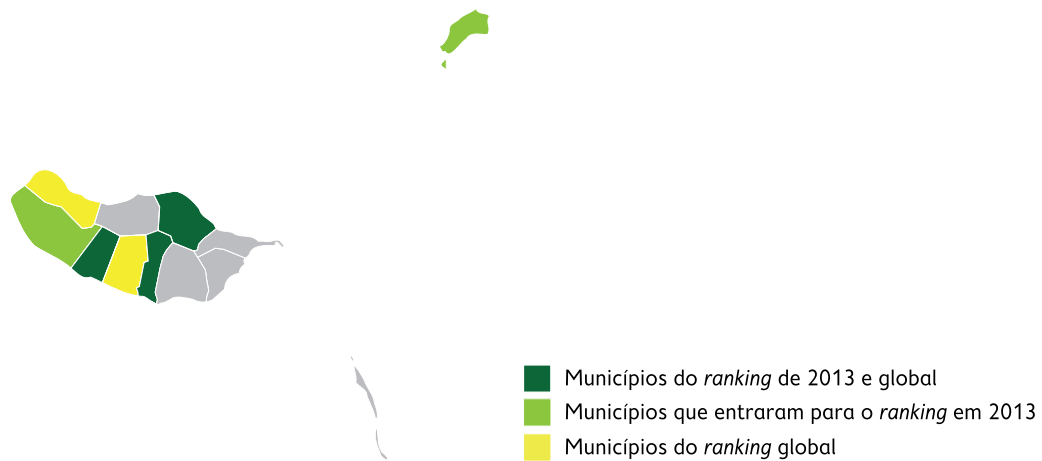 Municípios do ranking de 2013 e global
Municípios que entraram para o ranking em 2013
Municípios do ranking global